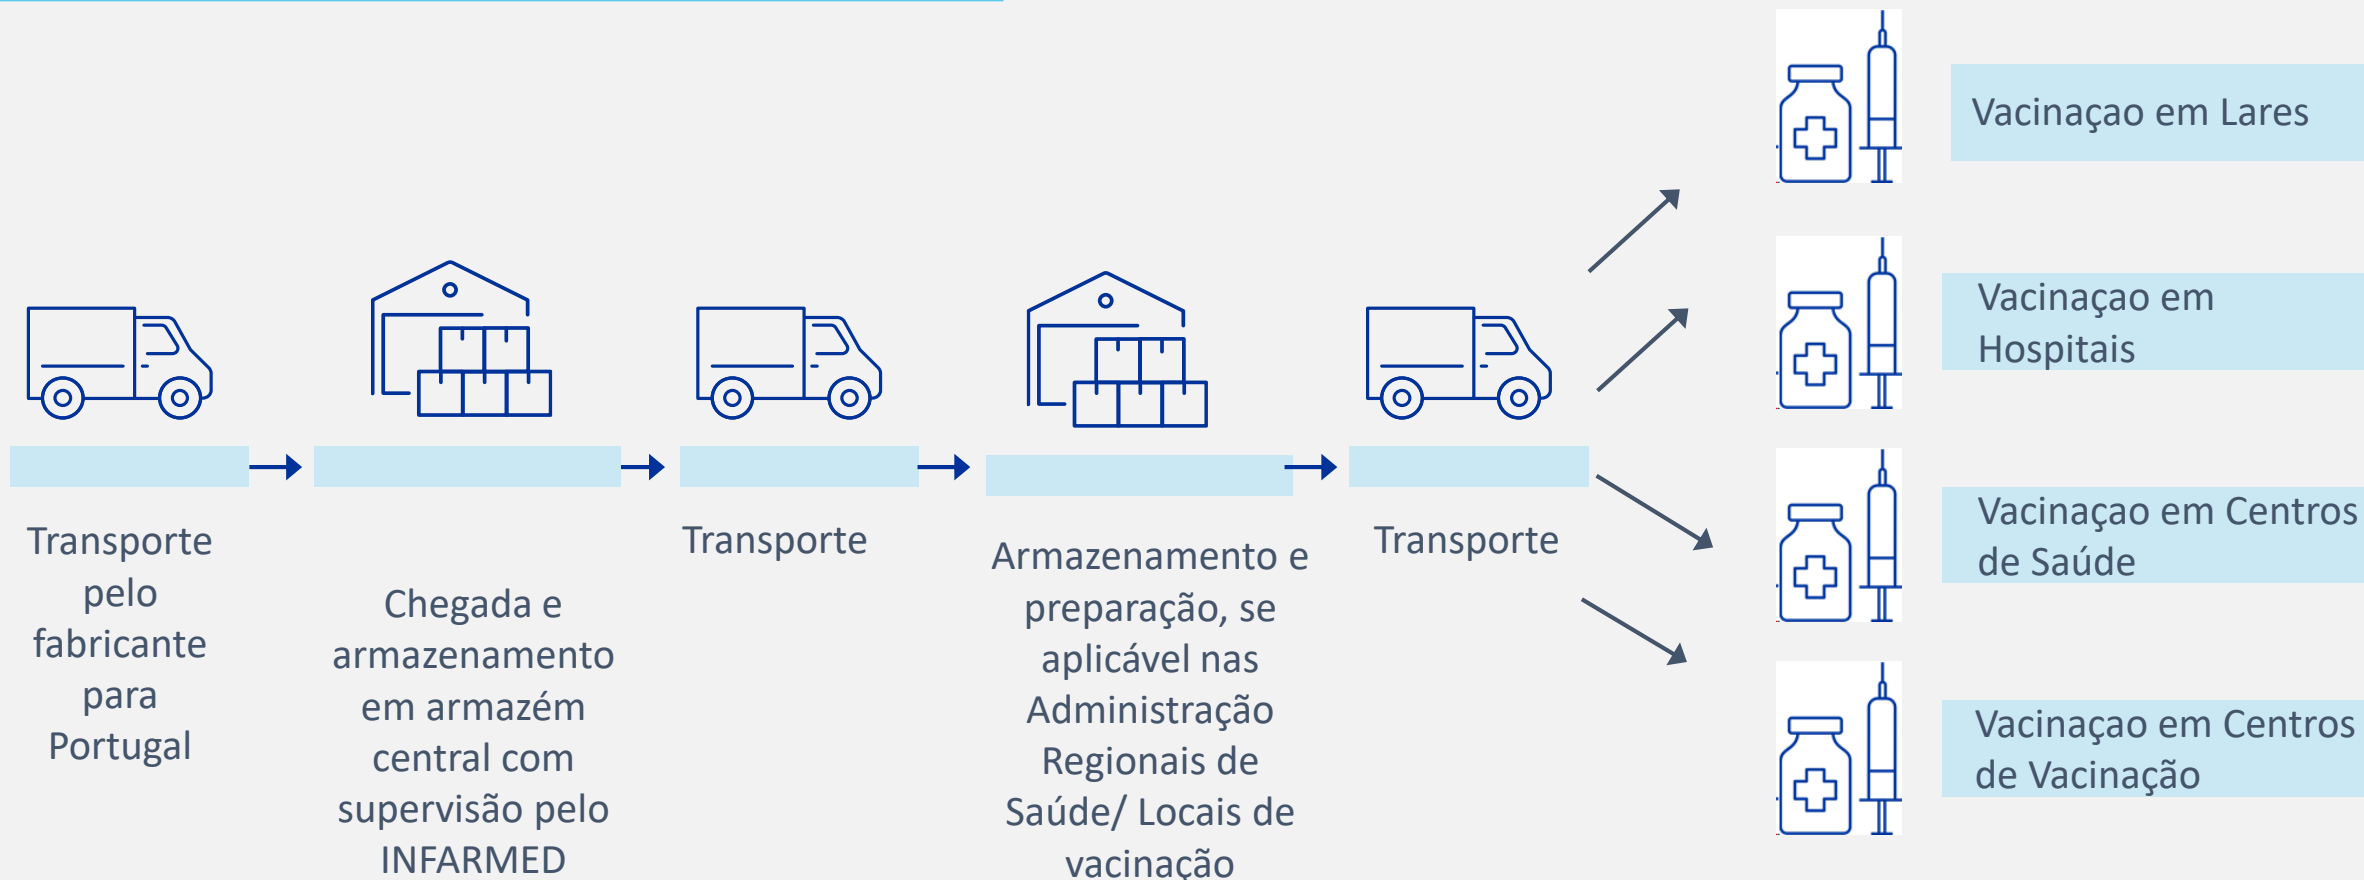 Transporte
pelo
fabricante
para
Portugal
Chegada e
armazenamento
em armazém
central com
supervisão pelo
INFARMED
Transporte
Armazenamento e
preparação, se
aplicável nas
Administração
Regionais de
Saúde/ Locais de
vacinação
Transporte
Vacinaçao em Lares
Vacinaçao em
Hospitais
Vacinaçao em Centros
de Saúde
Vacinaçao em Centros
de Vacinação